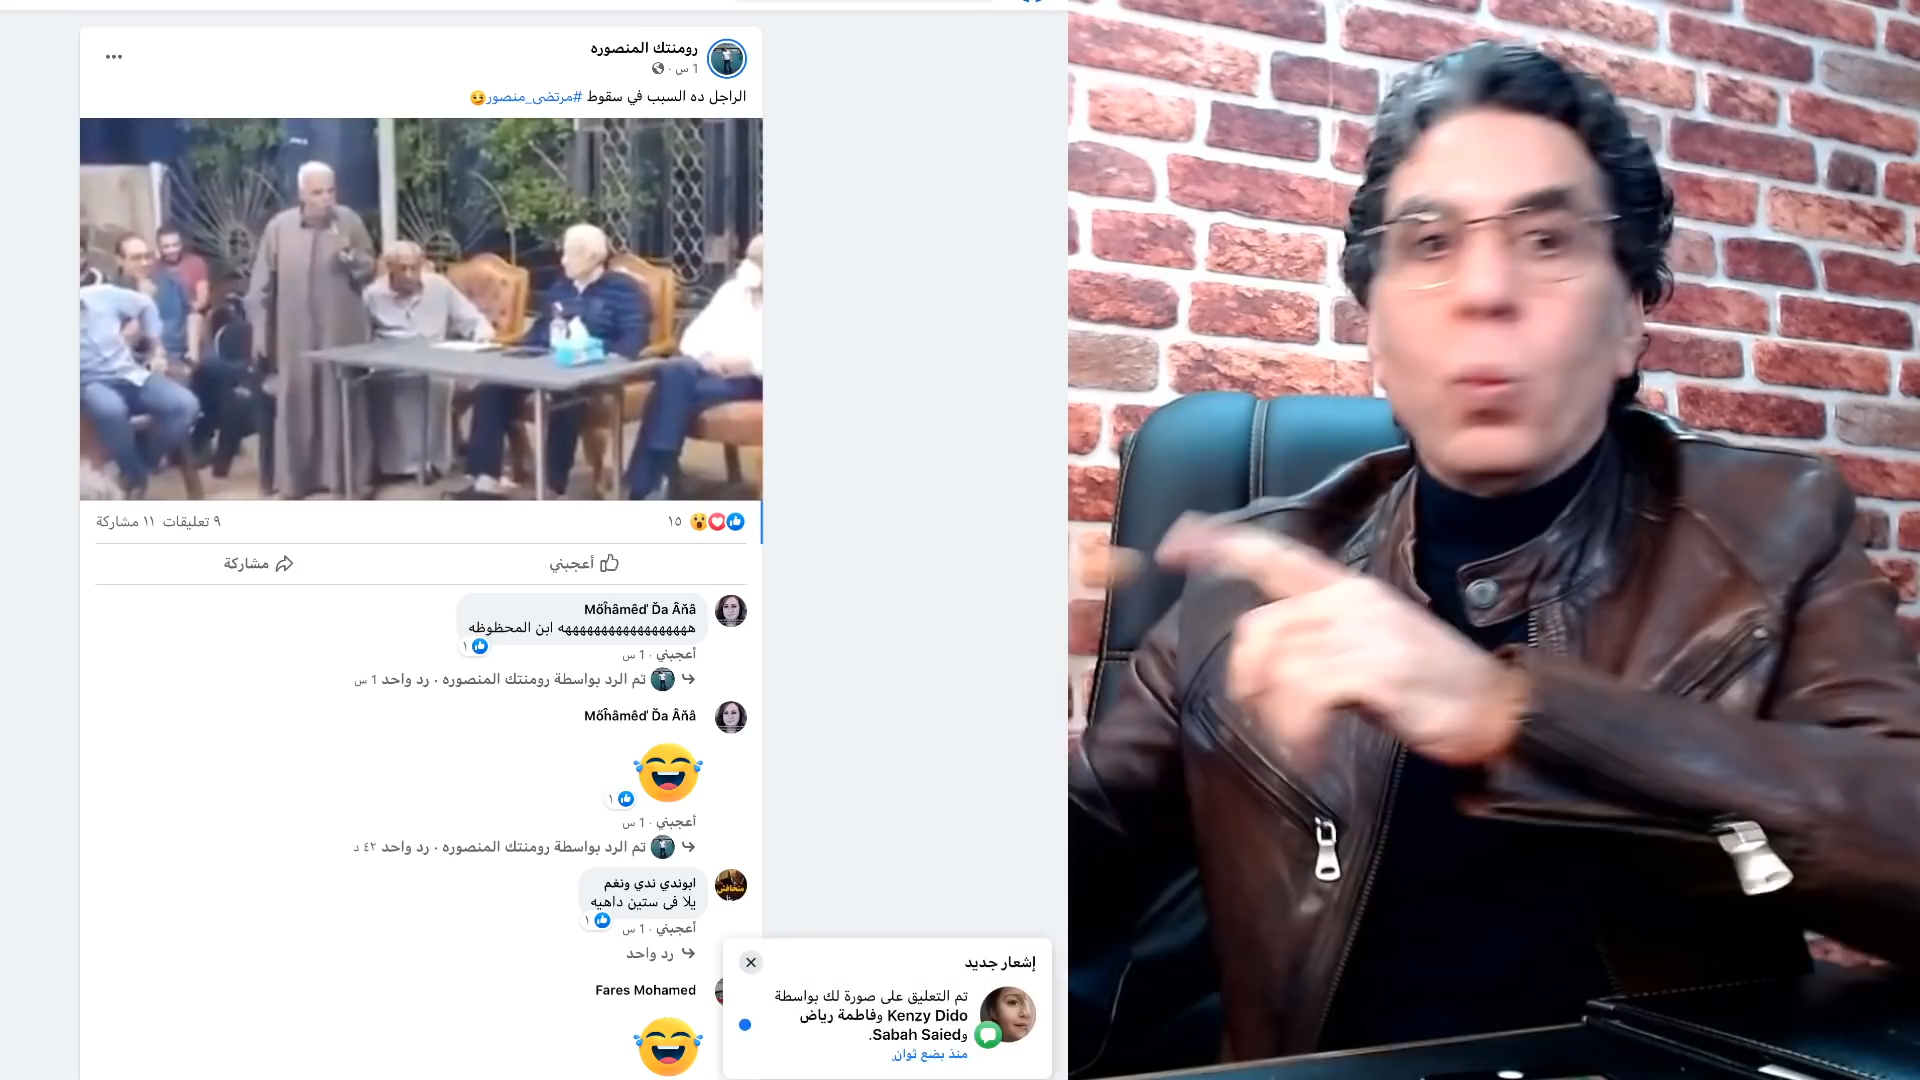 رومنتك المنصوره
1 س ·
الراجل ده السبب في سقوط #مرتضى_منصور😏
١٥
٩ تعليقات ١١ مشاركة
أعجبني
مشاركة
Mőĥâmêď Ďa Âňâ
هههههههههههههههههه ابن المحظوظه
١
أعجبني · 1 س
تم الرد بواسطة رومنتك المنصوره · رد واحد 1 س
Mőĥâmêď Ďa Âňâ
😂
١
أعجبني · 1 س
تم الرد بواسطة رومنتك المنصوره · رد واحد ٤٢ د
ابوندي ندي ونغم
يلا فى ستين داهيه
١
أعجبني · 1 س
رد واحد
Fares Mohamed
😂
إشعار جديد
تم التعليق على صورة لك بواسطة
Kenzy Dido وفاطمة رياض
وSabah Saied.
منذ بضع ثوانٍ